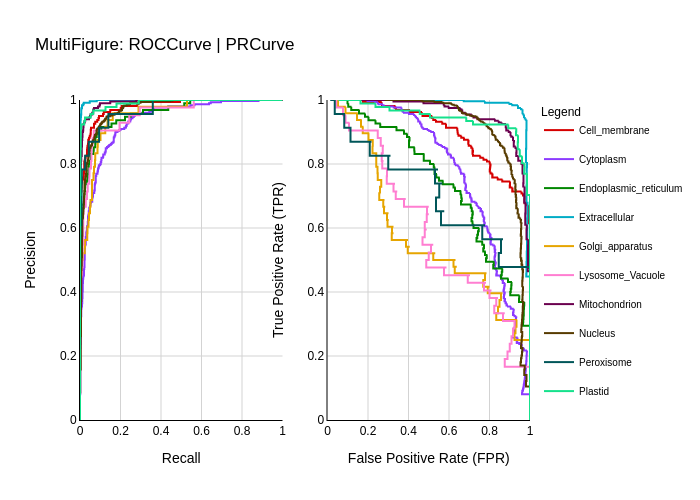 MultiFigure: ROCCurve | PRCurve
Precision
1
0.8
0.6
0.4
0.2
0
0
0.2
0.4
0.6
0.8
1
Recall
True Positive Rate (TPR)
1
0.8
0.6
0.4
0.2
0
0
0.2
0.4
0.6
0.8
1
False Positive Rate (FPR)
Legend
Cell_membrane
Cytoplasm
Endoplasmic_reticulum
Extracellular
Golgi_apparatus
Lysosome_Vacuole
Mitochondrion
Nucleus
Peroxisome
Plastid